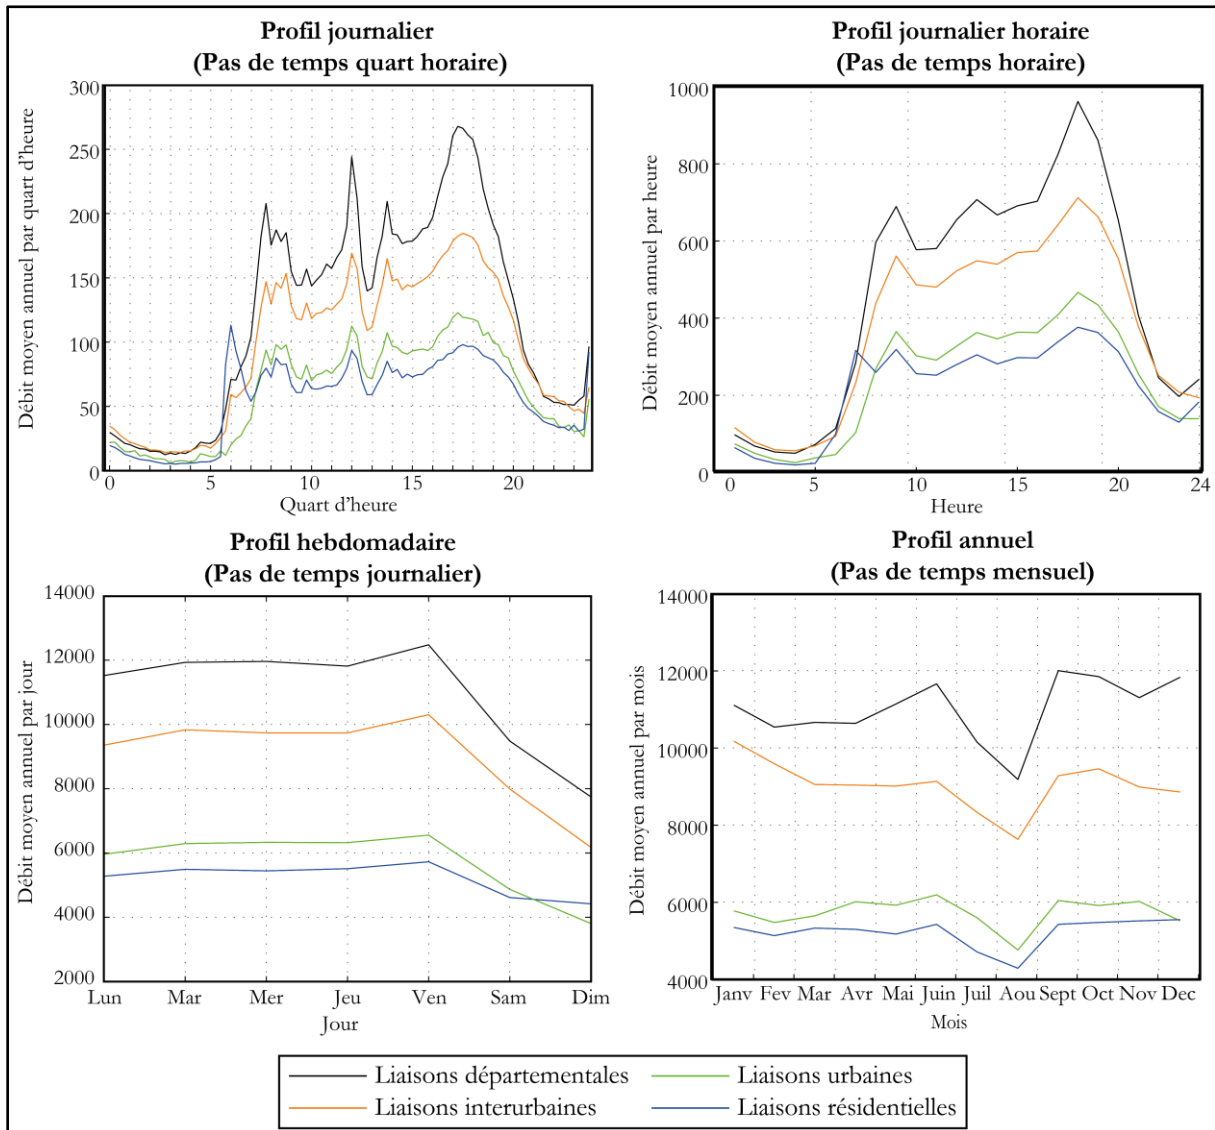 Profil journalier
(Pas de temps quart horaire)
Débit moyen annuel par quart d'heure
300
250
200
150
100
50
0
0 5 10 15 20
Quart d'heure
Profil journalier horaire
(Pas de temps horaire)
Débit moyen annuel par heure
1000
800
600
400
200
0
0 5 10 15 20 24
Heure
Profil hebdomadaire
(Pas de temps journalier)
Débit moyen annuel par jour
14000
12000
10000
8000
6000
4000
2000
Lun Mar Mer Jeu Ven Sam Dim
Jour
Profil annuel
(Pas de temps mensuel)
Débit moyen annuel par mois
14000
12000
10000
8000
6000
4000
Janv Fev Mar Avr Mai Juin Juil Aou Sept Oct Nov Dec
Mois
Liaisons départementales
Liaisons urbaines
Liaisons interurbaines
Liaisons résidentielles